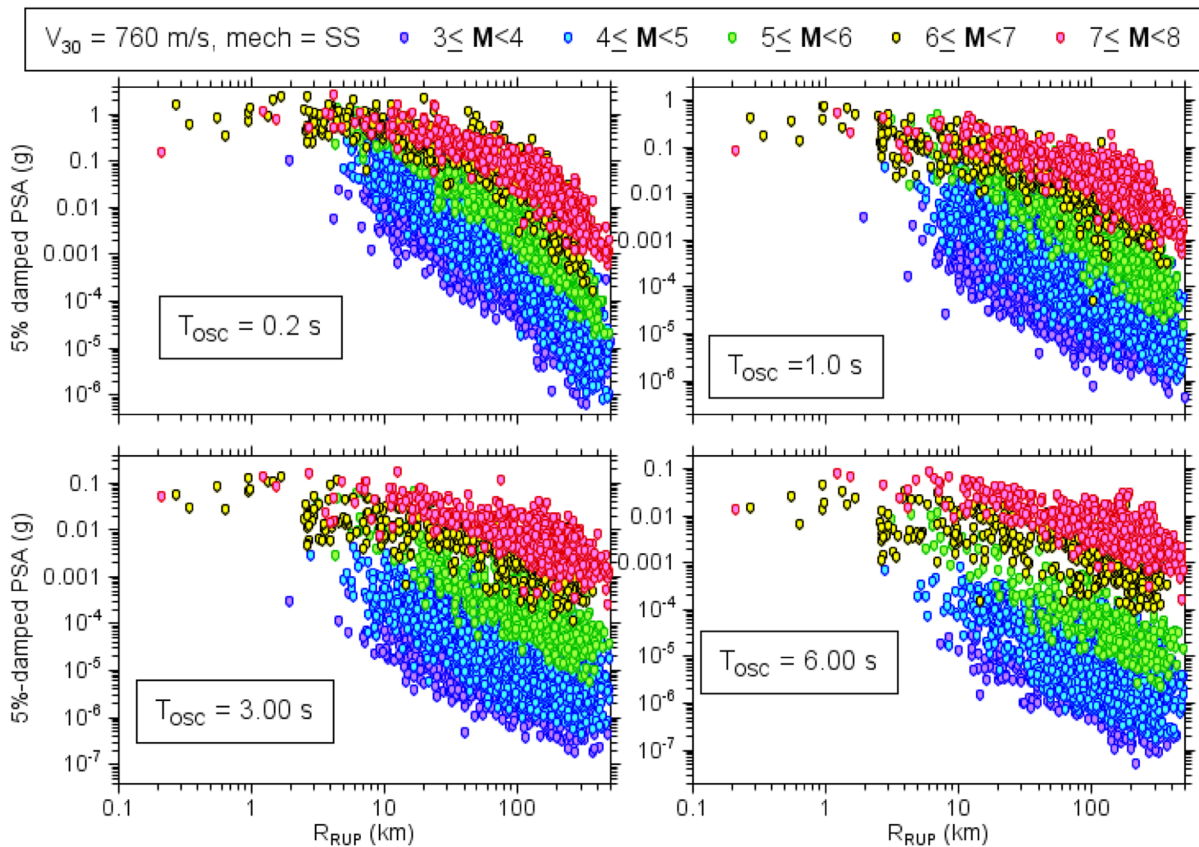 V30 = 760 m/s, mech = SS 3≤ M<4 4≤ M<5 5≤ M<6 6≤ M<7 7≤ M<8
5% damped PSA (g)
1
0.1
0.01
0.001
10-4
10-5
10-6
TOSC = 0.2 s
1
0.1
0.01
0.001
10-4
10-5
10-6
TOSC =1.0 s
5%-damped PSA (g)
0.1
0.01
0.001
10-4
10-5
10-6
10-7
TOSC = 3.00 s
0.1 1 10 100
RRUP (km)
0.1
0.01
0.001
10-4
10-5
10-6
10-7
TOSC = 6.00 s
0.1 1 10 100
RRUP (km)